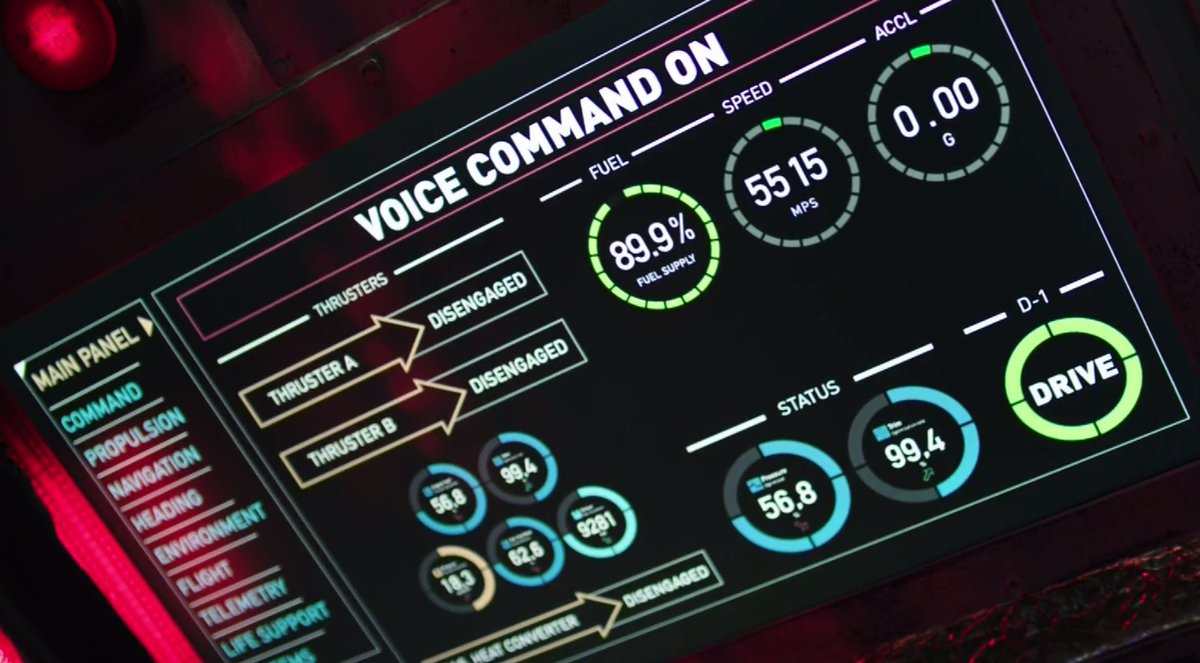 VOICE COMMAND ON
MAIN PANEL
COMMAND
PROPULSION
NAVIGATION
HEADING
ENVIRONMENT
FLIGHT
TELEMETRY
LIFE SUPPORT
THRUSTERS
THRUSTER A
DISENGAGED
THRUSTER B
DISENGAGED
FUEL
89.9%
FUEL SUPPLY
SPEED
5515
MPS
ACCL
0.00
G
56,8
99,4
18,3
62,6
9281
HEAT CONVERTER
DISENGAGED
STATUS
Pressure
56,8
%
Trim
99,4
%
D-1
DRIVE